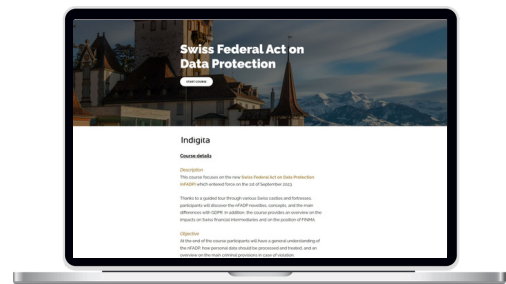 Swiss Federal Act on
Data Protection
START COURSE
Indigita
Course details
Description
This course focuses on the new Swiss Federal Act on Data Protection
(nFADP) which entered force on the 1st of September 2023.
Thanks to a guided tour through various Swiss castles and fortresses,
participants will discover the nFADP novelties, concepts, and the main
differences with GDPR. In addition, the course provides an overview on the
impacts on Swiss financial intermediaries and on the position of FINMA.
Objective
At the end of the course participants will have a general understanding of
the nFADP, how personal data should be processed and treated, and an
overview on the main criminal provisions in case of violation.